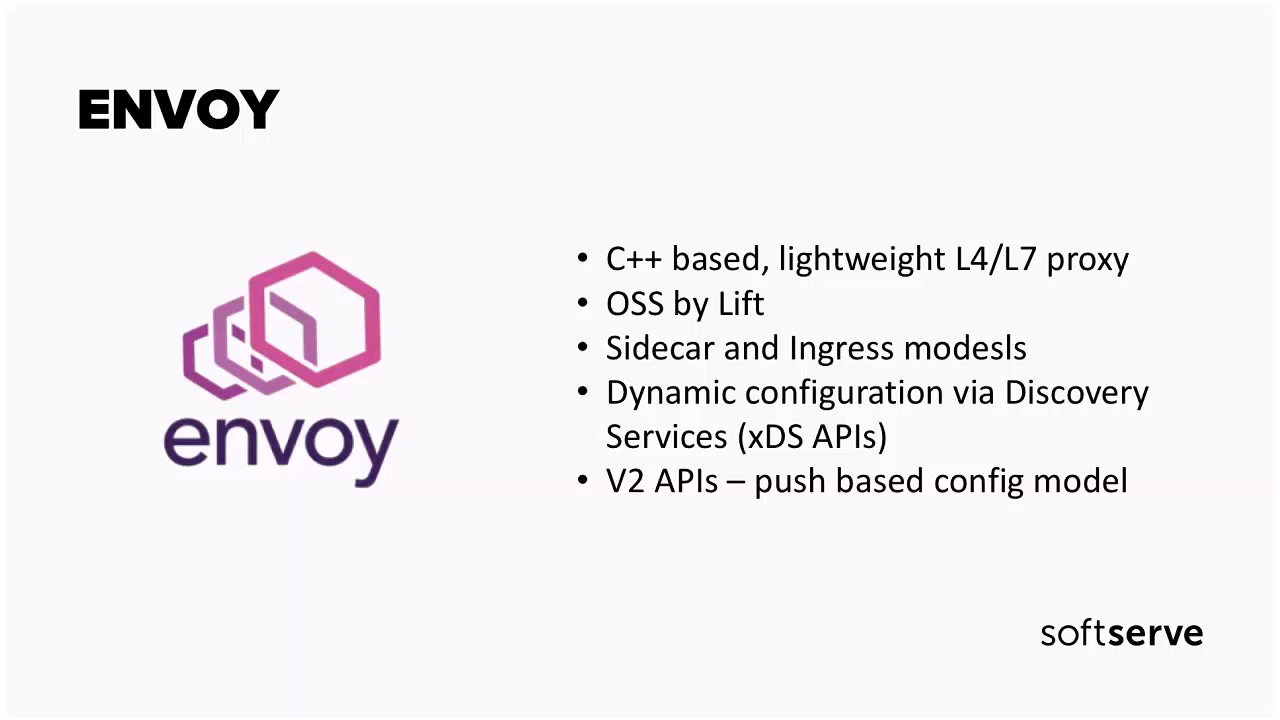 ENVOY
envoy
• C++ based, lightweight L4/L7 proxy
• OSS by Lift
• Sidecar and Ingress modesls
• Dynamic configuration via Discovery
Services (xDS APIs)
• V2 APIs – push based config model
softserve